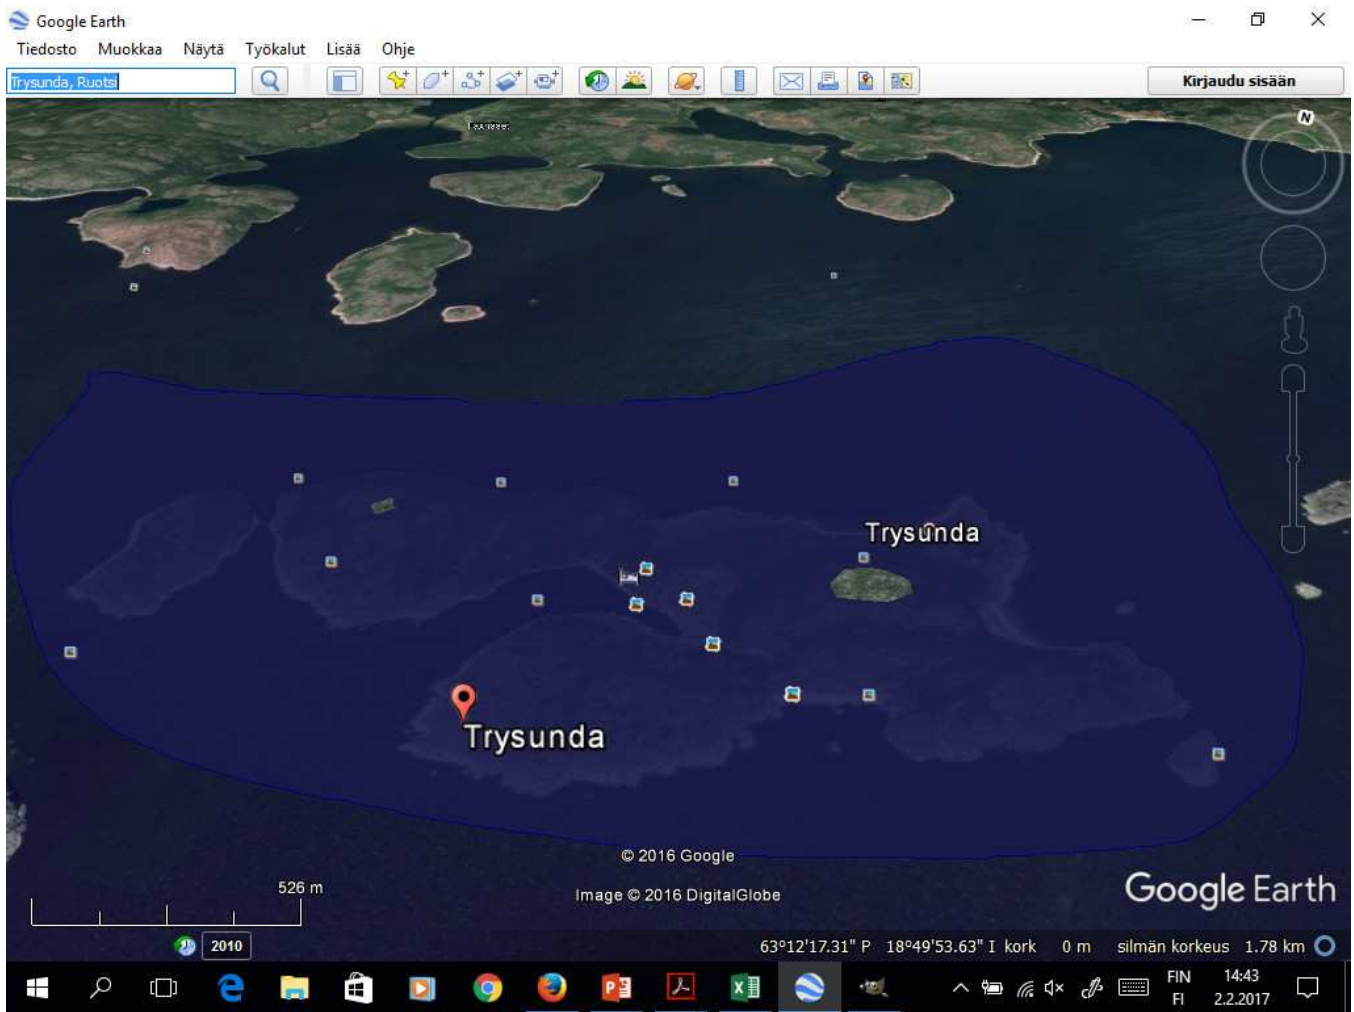 Google Earth
Tiedosto Muokkaa Näytä Työkalut Lisää Ohje
Trysunda, Ruotsi
Kirjaudu sisään
N
Trysunda
Trysunda
© 2016 Google
526 m
Image © 2016 DigitalGlobe
Google Earth
2010
63°12'17.31" P 18°49'53.63" I kork 0 m silmän korkeus 1.78 km
FIN 14:43
FI 2.2.2017